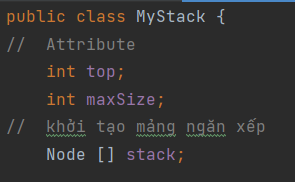 public class MyStack {
//  Attribute
    int top;
    int maxSize;
//  khởi tạo mảng ngăn xếp
    Node [] stack;